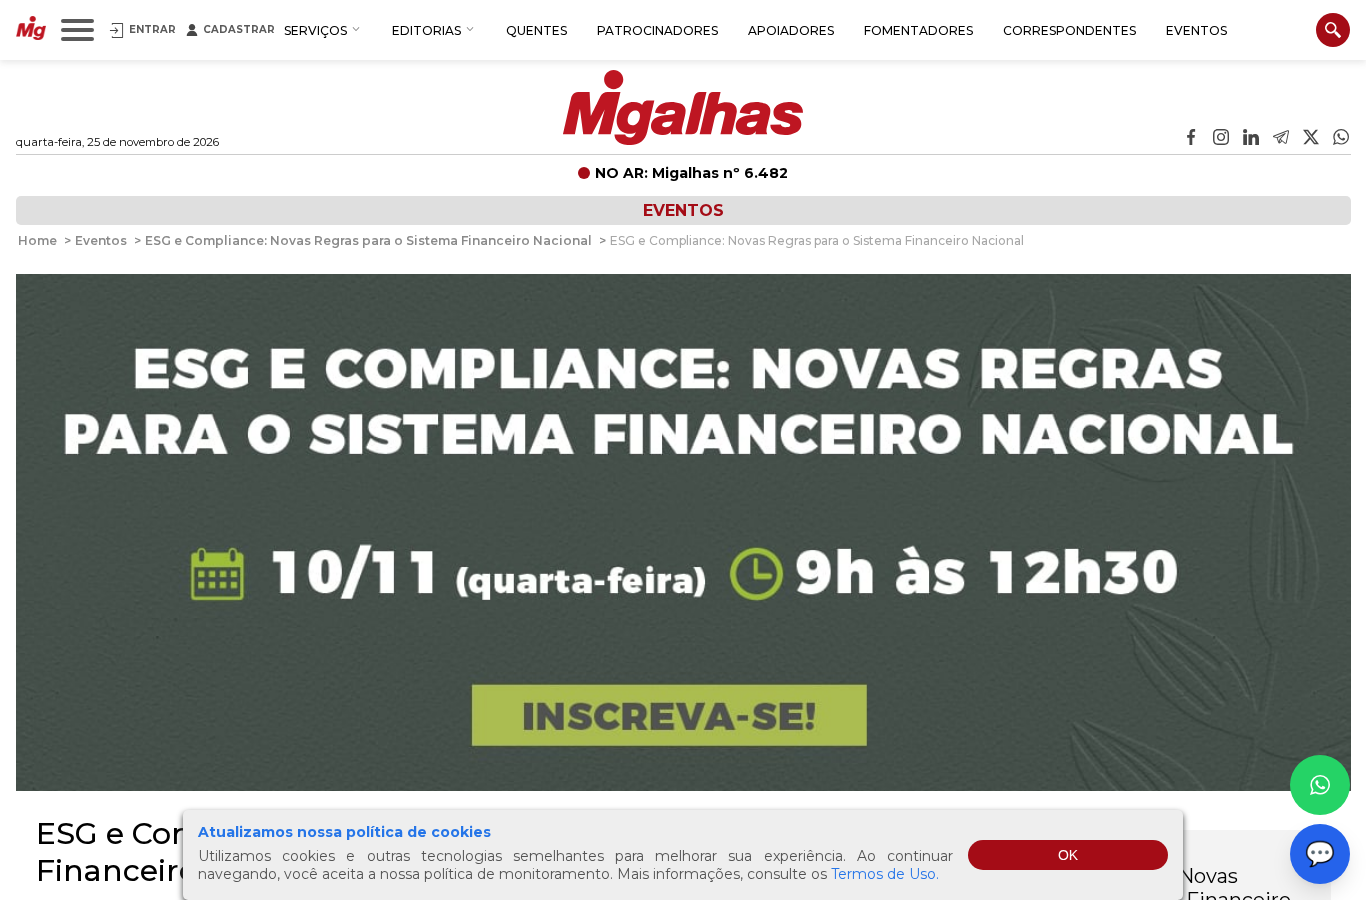 Mg ENTRAR CADASTRAR SERVIÇOS EDITORIAS QUENTES PATROCINADORES APOIADORES FOMENTADORES CORRESPONDENTES EVENTOS
Migalhas
quarta-feira, 25 de novembro de 2026
NO AR: Migalhas nº 6.482
EVENTOS
Home > Eventos > ESG e Compliance: Novas Regras para o Sistema Financeiro Nacional > ESG e Compliance: Novas Regras para o Sistema Financeiro Nacional
ESG E COMPLIANCE: NOVAS REGRAS
PARA O SISTEMA FINANCEIRO NACIONAL
10/11 (quarta-feira) 9h às 12h30
INSCREVA-SE!
ESG e
Novas
Financeiro
Atualizamos nossa política de cookies
Utilizamos cookies e outras tecnologias semelhantes para melhorar sua experiência. Ao continuar
navegando, você aceita a nossa política de monitoramento. Mais informações, consulte os Termos de Uso.
OK